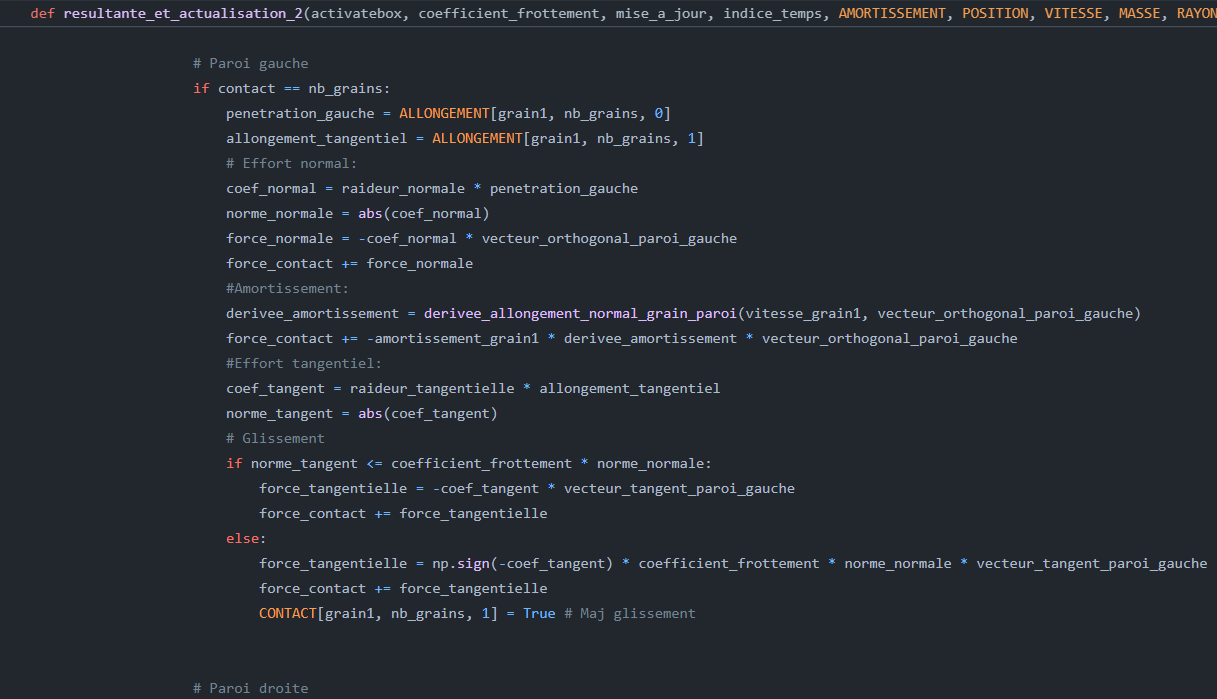 def resultante_et_actualisation_2(activatebox, coefficient_frottement, mise_a_jour, indice_temps, AMORTISSEMENT, POSITION, VITESSE, MASSE, RAYON
# Paroi gauche
if contact == nb_grains:
penetration_gauche = ALLONGEMENT[grain1, nb_grains, 0]
allongement_tangentiel = ALLONGEMENT[grain1, nb_grains, 1]
# Effort normal:
coef_normal = raideur_normale * penetration_gauche
norme_normale = abs(coef_normal)
force_normale = -coef_normal * vecteur_orthogonal_paroi_gauche
force_contact += force_normale
#Amortissement:
derivee_amortissement = derivee_allongement_normal_grain_paroi(vitesse_grain1, vecteur_orthogonal_paroi_gauche)
force_contact += -amortissement_grain1 * derivee_amortissement * vecteur_orthogonal_paroi_gauche
#Effort tangentiel:
coef_tangent = raideur_tangentielle * allongement_tangentiel
norme_tangent = abs(coef_tangent)
# Glissement
if norme_tangent <= coefficient_frottement * norme_normale:
force_tangentielle = -coef_tangent * vecteur_tangent_paroi_gauche
force_contact += force_tangentielle
else:
force_tangentielle = np.sign(-coef_tangent) * coefficient_frottement * norme_normale * vecteur_tangent_paroi_gauche
force_contact += force_tangentielle
CONTACT[grain1, nb_grains, 1] = True # Maj glissement
# Paroi droite